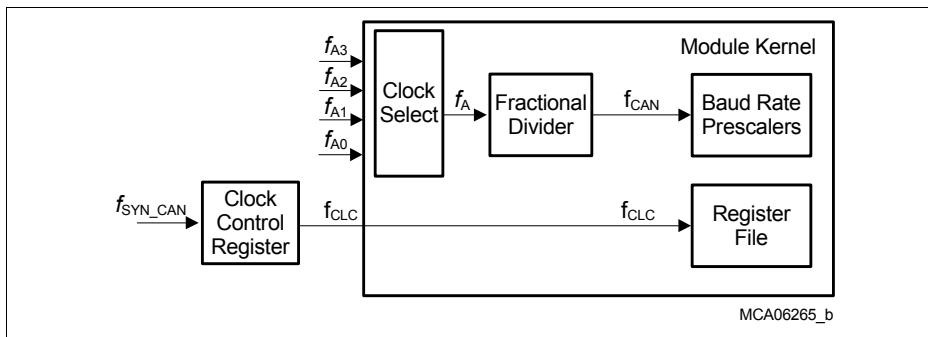 Module Kernel
fA3
fA2
fA1
fA0
Clock
Select
fA
Fractional
Divider
fCAN
Baud Rate
Prescalers
fSYN_CAN
Clock
Control
Register
fCLC
fCLC
Register
File
MCA06265_b